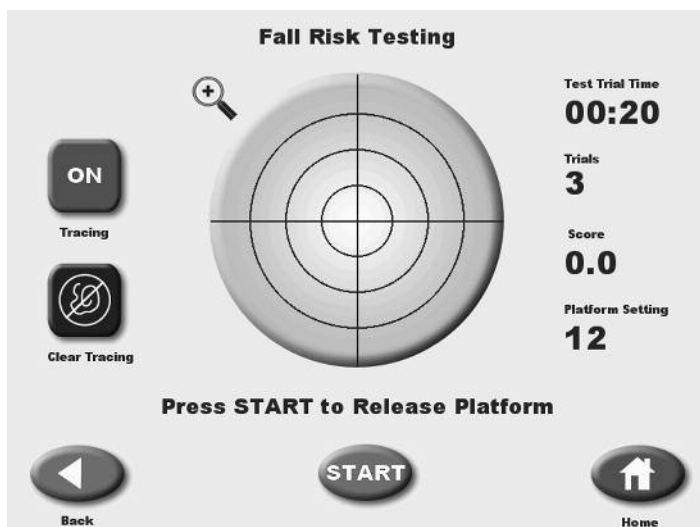 Fall Risk Testing
Test Trial Time
00:20
ON
Trials
3
Tracing
Score
0.0
Platform Setting
12
Clear Tracing
Press START to Release Platform
START
Back
Home